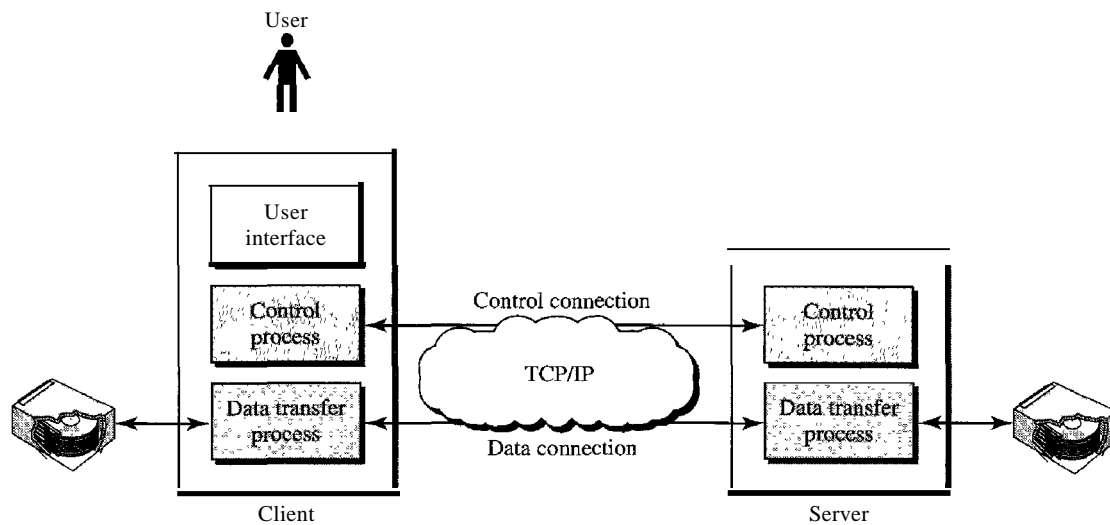 User
User
interface
Control
process
Data transfer
process
Control connection
TCP/IP
Data connection
Control
process
Data transfer
process
Client
Server